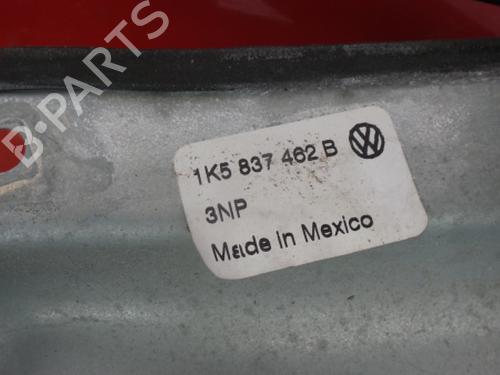 B-PARTS
1K5 837 462 B
3NP
Made in Mexico